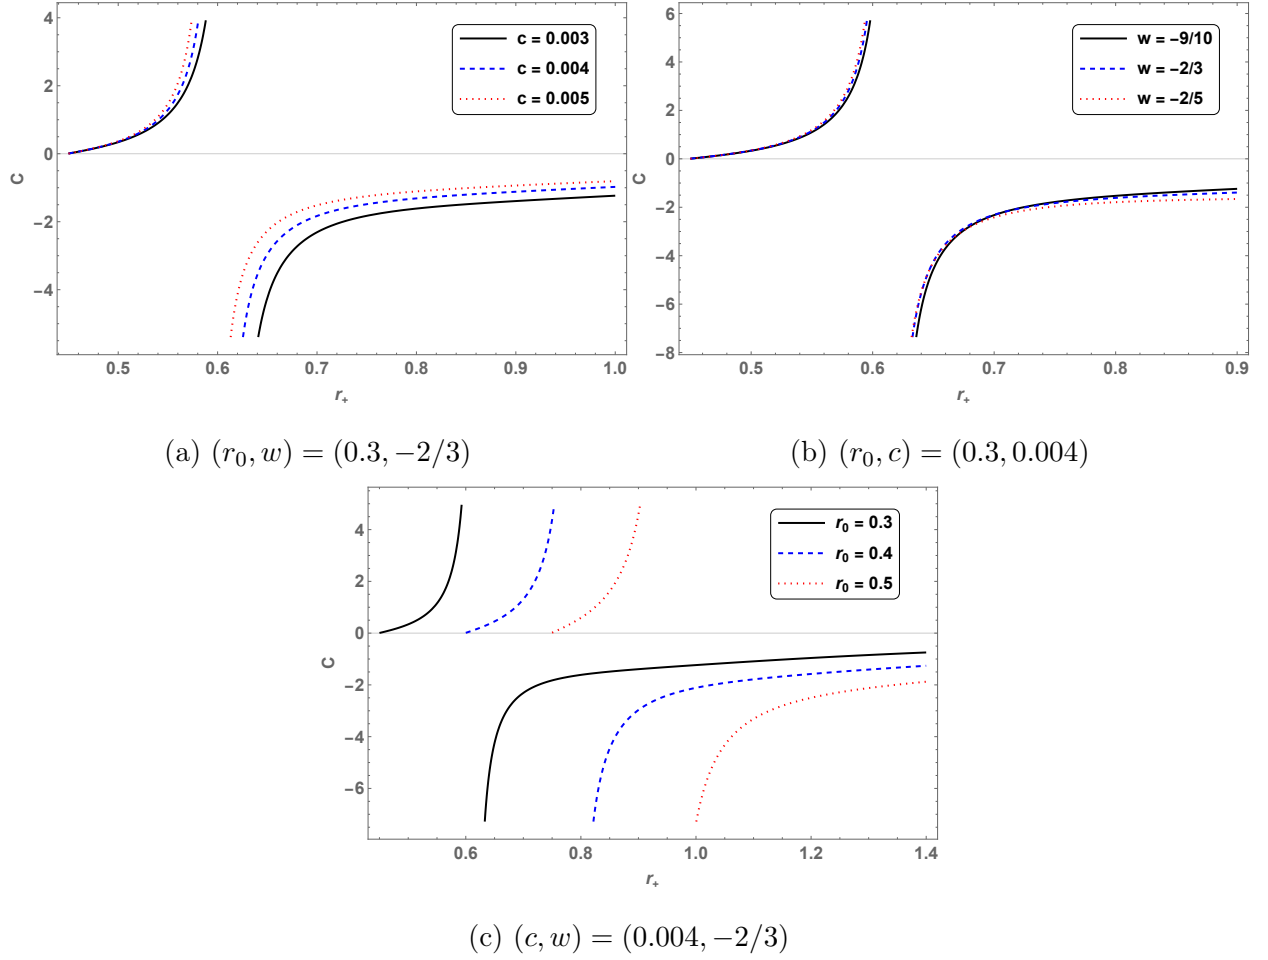 4
2
0
−2
−4
C
0.5
0.6
0.7
0.8
0.9
1.0
r₊
c = 0.003
c = 0.004
c = 0.005
(a) (r₀, w) = (0.3, −2/3)
6
4
2
0
−2
−4
−6
−8
C
0.5
0.6
0.7
0.8
0.9
r₊
w = −9/10
w = −2/3
w = −2/5
(b) (r₀, c) = (0.3, 0.004)
4
2
0
−2
−4
−6
C
0.6
0.8
1.0
1.2
1.4
r₊
r₀ = 0.3
r₀ = 0.4
r₀ = 0.5
(c) (c, w) = (0.004, −2/3)